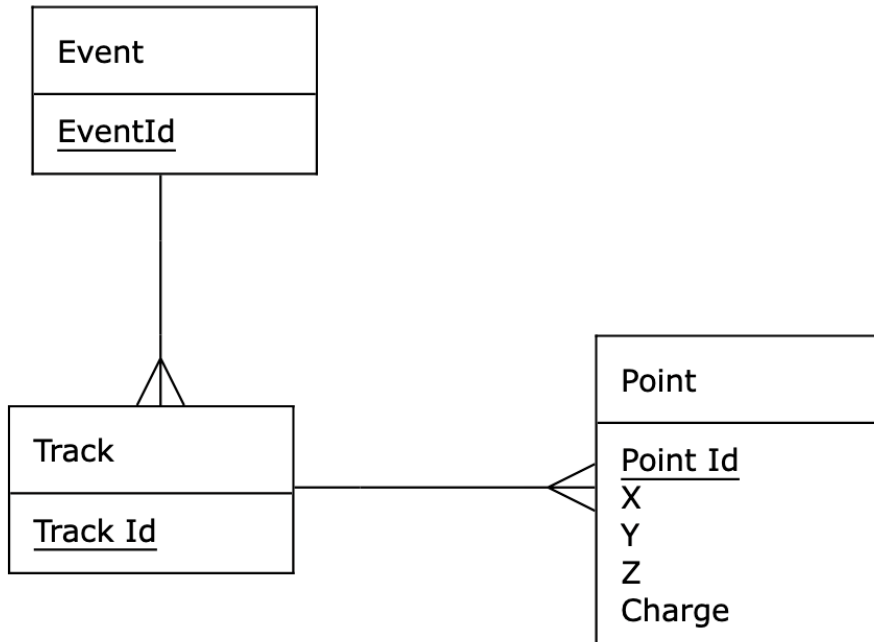 Event
EventId
Track
Track Id
Point
Point Id
X
Y
Z
Charge